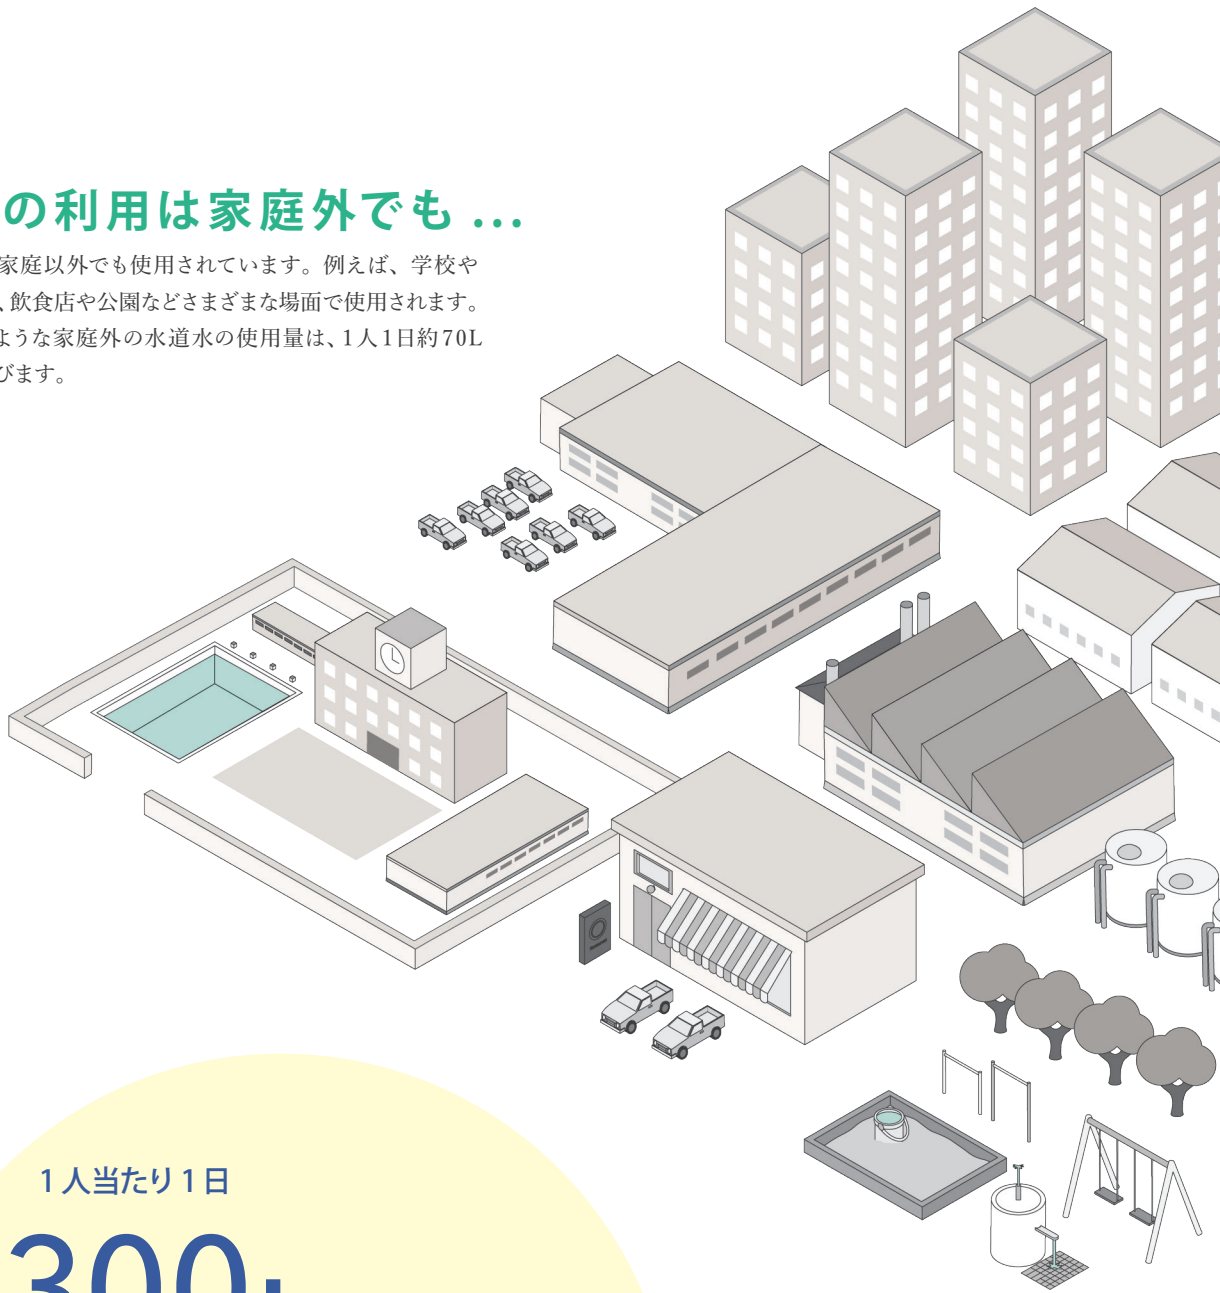 の利用は家庭外でも...
家庭以外でも使用されています。例えば、学校や
、飲食店や公園などさまざまな場面で使用されます。
ような家庭外の水道水の使用量は、1人1日約70L
びます。
1人当たり1日
300